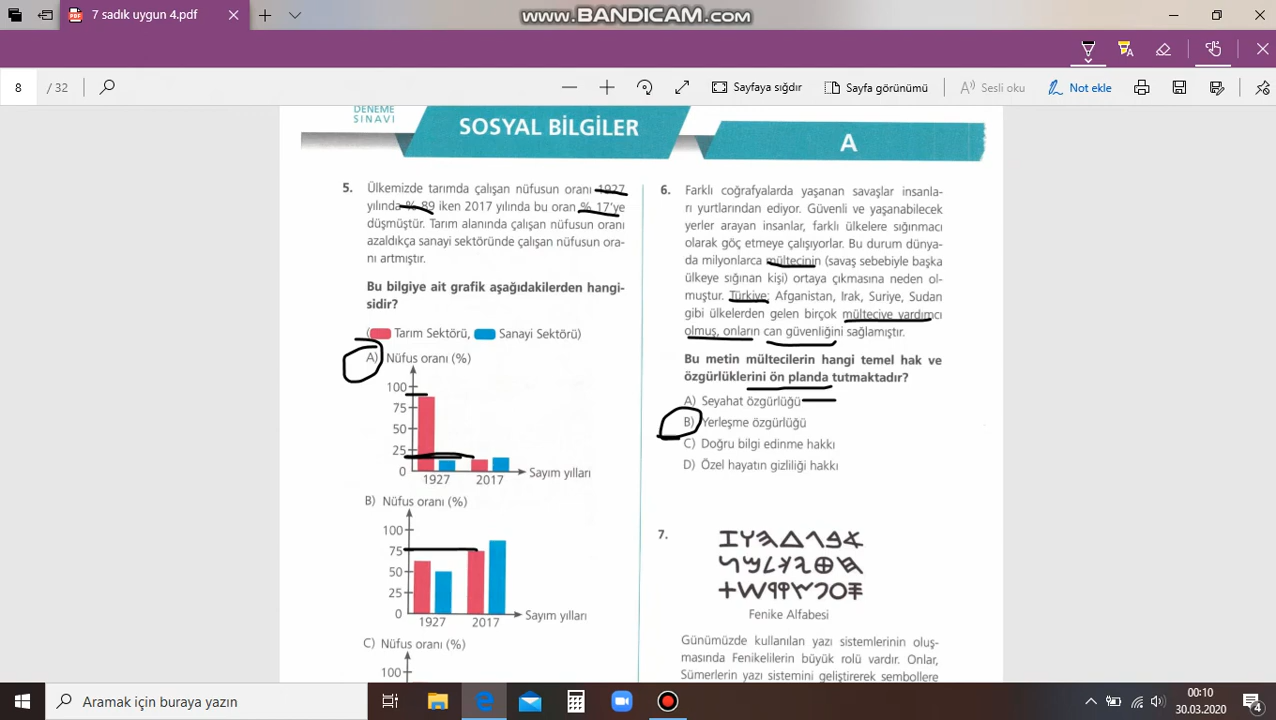 7 sadık uygun 4.pdf
www.BANDICAM.com
8 / 32
Sayfaya sığdır
Sayfa görünümü
Sesli oku
Not ekle
DENEME
SINAVI
SOSYAL BİLGİLER
A
5. Ülkemizde tarımda çalışan nüfusun oranı 1927
yılında % 89 iken 2017 yılında bu oran % 17'ye
düşmüştür. Tarım alanında çalışan nüfusun oranı
azaldıkça sanayi sektöründe çalışan nüfusun ora-
nı artmıştır.
Bu bilgiye ait grafik aşağıdakilerden hangi-
sidir?
(Tarım Sektörü, Sanayi Sektörü)
A) Nüfus oranı (%)
100
75
50
25
0
1927 2017
Sayım yılları
B) Nüfus oranı (%)
100
75
50
25
0
1927 2017
Sayım yılları
C) Nüfus oranı (%)
100
6. Farklı coğrafyalarda yaşanan savaşlar insanla-
rı yurtlarından ediyor. Güvenli ve yaşanabilecek
yerler arayan insanlar, farklı ülkelere sığınmacı
olarak göç etmeye çalışıyorlar. Bu durum dünya-
da milyonlarca mültecinin (savaş sebebiyle başka
ülkeye sığınan kişi) ortaya çıkmasına neden ol-
muştur. Türkiye; Afganistan, Irak, Suriye, Sudan
gibi ülkelerden gelen birçok mülteciye yardımcı
olmuş, onların can güvenliğini sağlamıştır.
Bu metin mültecilerin hangi temel hak ve
özgürlüklerini ön planda tutmaktadır?
A) Seyahat özgürlüğü
B) Yerleşme özgürlüğü
C) Doğru bilgi edinme hakkı
D) Özel hayatın gizliliği hakkı
7.
Fenike Alfabesi
Günümüzde kullanılan yazı sistemlerinin oluş-
masında Fenikelilerin büyük rolü vardır. Onlar,
Sümerlerin yazı sistemini geliştirerek sembollere
Aramak için buraya yazın
00:10
30.03.2020
4